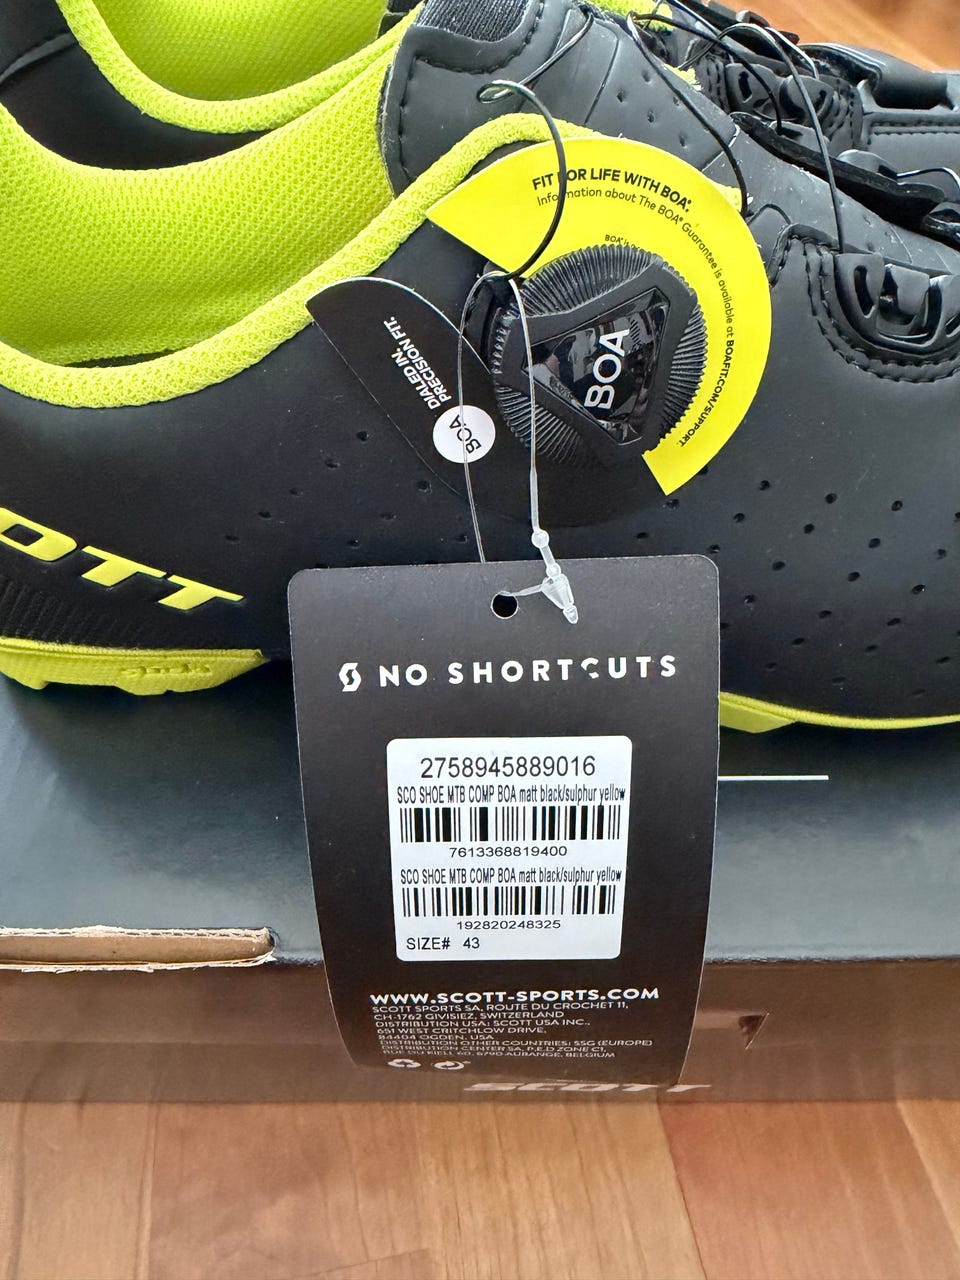 FIT FOR LIFE WITH BOA®.
Information about The BOA® Guarantee is available at BOAFIT.COM/SUPPORT.
DIALED IN.
PRECISION FIT.
BOA
BOA
OTT
NO SHORTCUTS
2758945889016
SCO SHOE MTB COMP BOA matt black/sulphur yellow
7613368819400
SCO SHOE MTB COMP BOA matt black/sulphur yellow
192820248325
SIZE# 43
WWW.SCOTT-SPORTS.COM
SCOTT SPORTS SA, ROUTE DU CROCHET 11,
CH-1762 GIVISIEZ, SWITZERLAND
DISTRIBUTION USA: SCOTT USA INC.,
651 WEST CRITCHLOW DRIVE,
84404 OGDEN, USA
DISTRIBUTION OTHER COUNTRIES: SSG (EUROPE)
DISTRIBUTION CENTER SA, P.E.D ZONE C1,
RUE DU KIELL 60, 6790 AUBANGE, BELGIUM
SCOTT